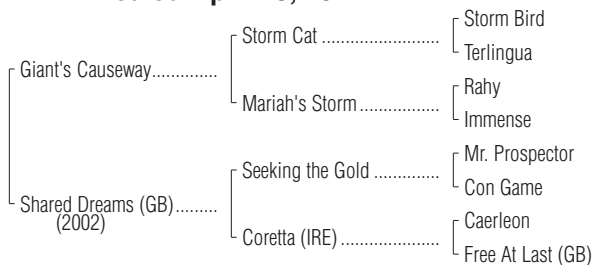 Storm Bird
Storm Cat ........................
Terlingua
Giant's Causeway..............
Rahy
Mariah's Storm .................
Immense
Mr. Prospector
Seeking the Gold ..............
Con Game
Shared Dreams (GB).........
(2002)
Caerleon
Coretta (IRE) .....................
Free At Last (GB)